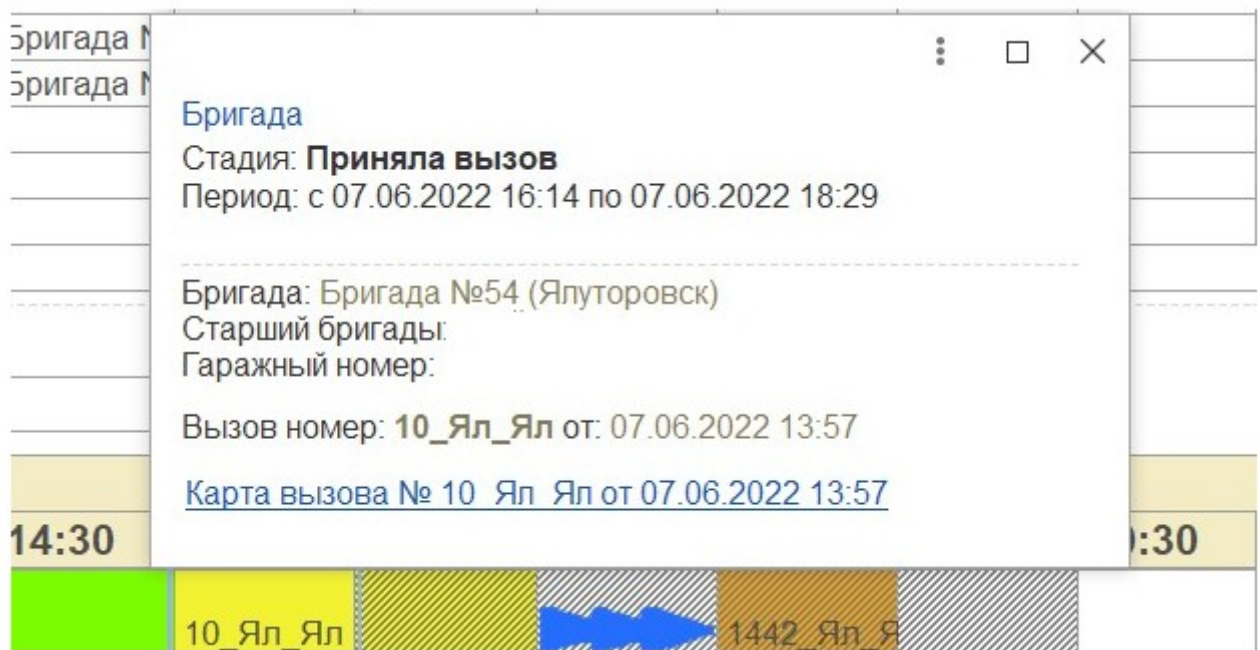 Бригада
Бригада
Бригада
Стадия: Приняла вызов
Период: с 07.06.2022 16:14 по 07.06.2022 18:29
Бригада: Бригада №54 (Ялуторовск)
Старший бригады:
Гаражный номер:
Вызов номер: 10_Ял_Ял от: 07.06.2022 13:57
Карта вызова № 10_Ял_Ял от 07.06.2022 13:57
14:30
:30
10_Ял_Ял
1442_Ял_Я